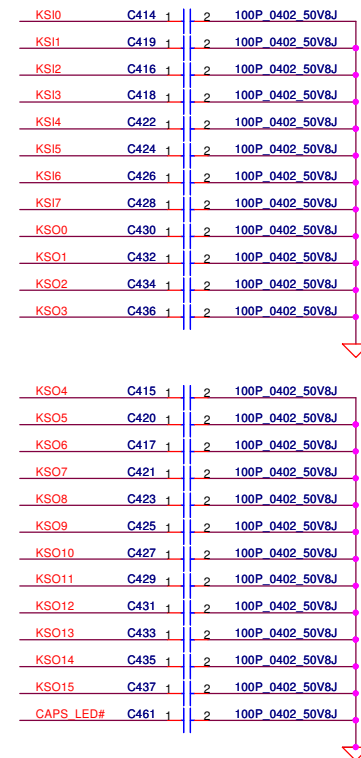 KSI0 C414 1 2 100P_0402_50V8J
KSI1 C419 1 2 100P_0402_50V8J
KSI2 C416 1 2 100P_0402_50V8J
KSI3 C418 1 2 100P_0402_50V8J
KSI4 C422 1 2 100P_0402_50V8J
KSI5 C424 1 2 100P_0402_50V8J
KSI6 C426 1 2 100P_0402_50V8J
KSI7 C428 1 2 100P_0402_50V8J
KSO0 C430 1 2 100P_0402_50V8J
KSO1 C432 1 2 100P_0402_50V8J
KSO2 C434 1 2 100P_0402_50V8J
KSO3 C436 1 2 100P_0402_50V8J
KSO4 C415 1 2 100P_0402_50V8J
KSO5 C420 1 2 100P_0402_50V8J
KSO6 C417 1 2 100P_0402_50V8J
KSO7 C421 1 2 100P_0402_50V8J
KSO8 C423 1 2 100P_0402_50V8J
KSO9 C425 1 2 100P_0402_50V8J
KSO10 C427 1 2 100P_0402_50V8J
KSO11 C429 1 2 100P_0402_50V8J
KSO12 C431 1 2 100P_0402_50V8J
KSO13 C433 1 2 100P_0402_50V8J
KSO14 C435 1 2 100P_0402_50V8J
KSO15 C437 1 2 100P_0402_50V8J
CAPS_LED# C461 1 2 100P_0402_50V8J